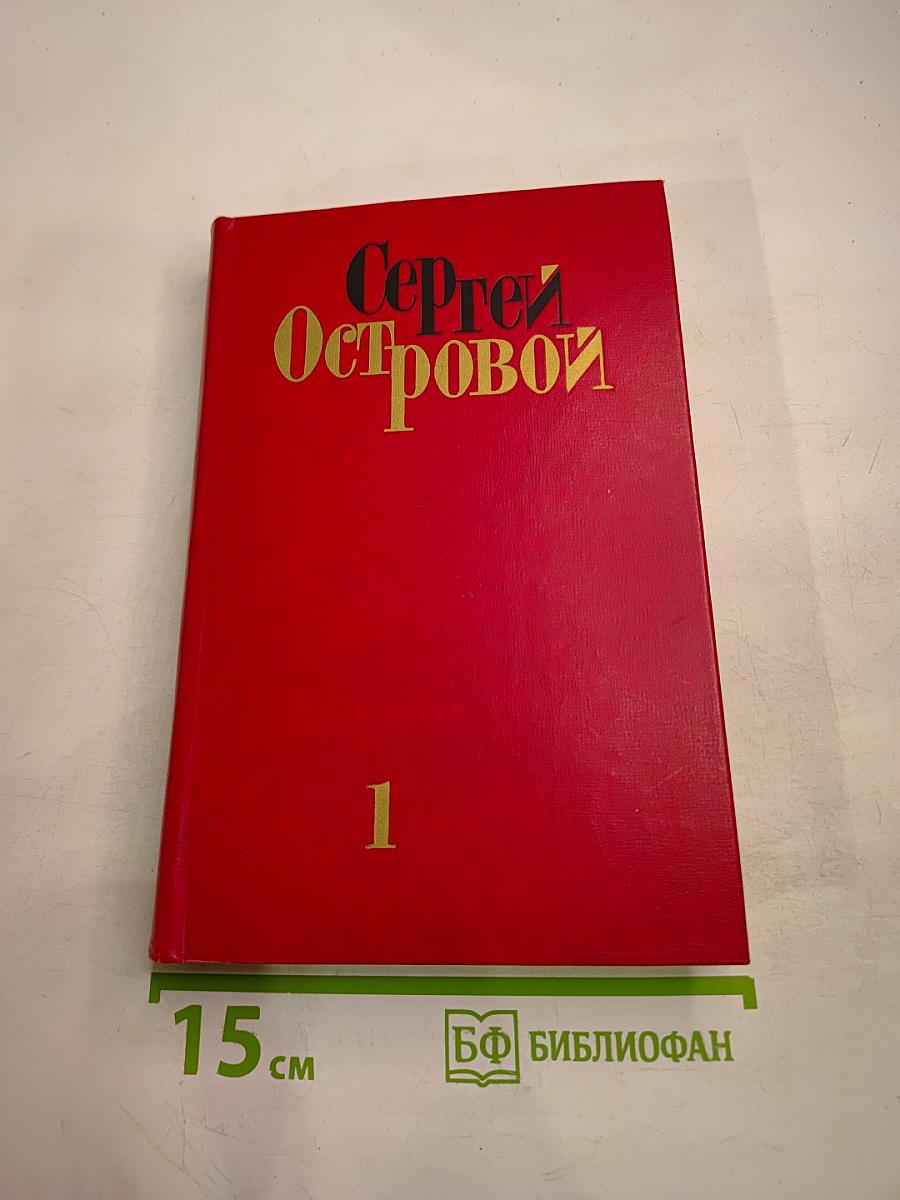 Сергей
Островой
1
15 см
БФ БИБЛИОФАН